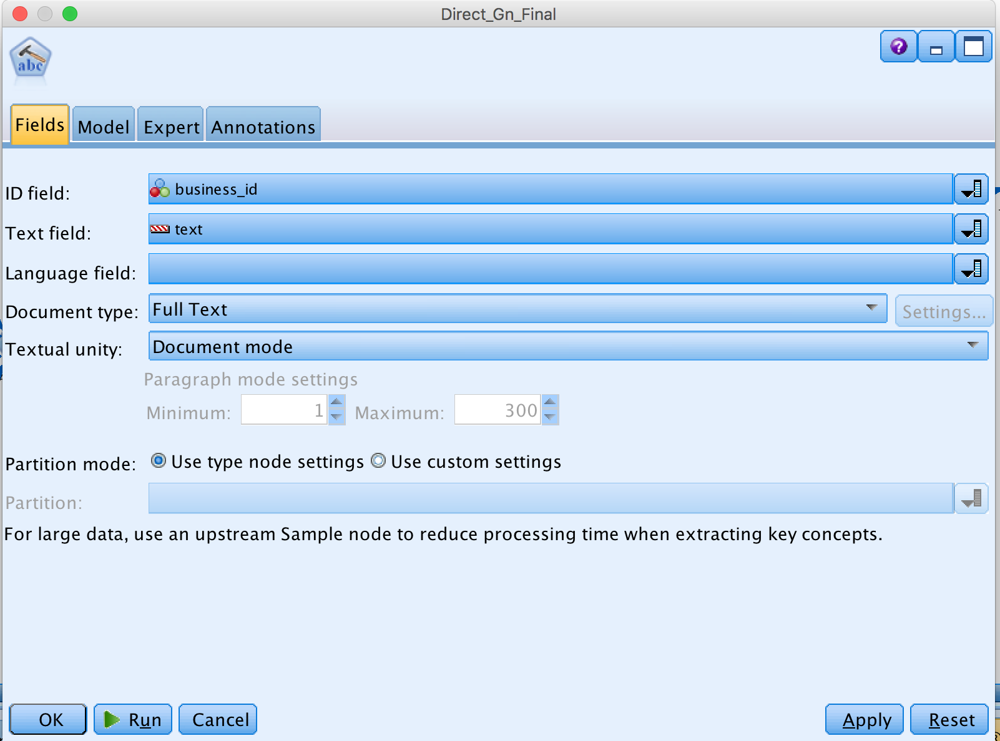 Direct_Gn_Final
abc
Fields Model Expert Annotations
ID field: business_id
Text field: text
Language field:
Document type: Full Text Settings...
Textual unity: Document mode
Paragraph mode settings
Minimum: 1 Maximum: 300
Partition mode: Use type node settings Use custom settings
Partition:
For large data, use an upstream Sample node to reduce processing time when extracting key concepts.
OK Run Cancel Apply Reset